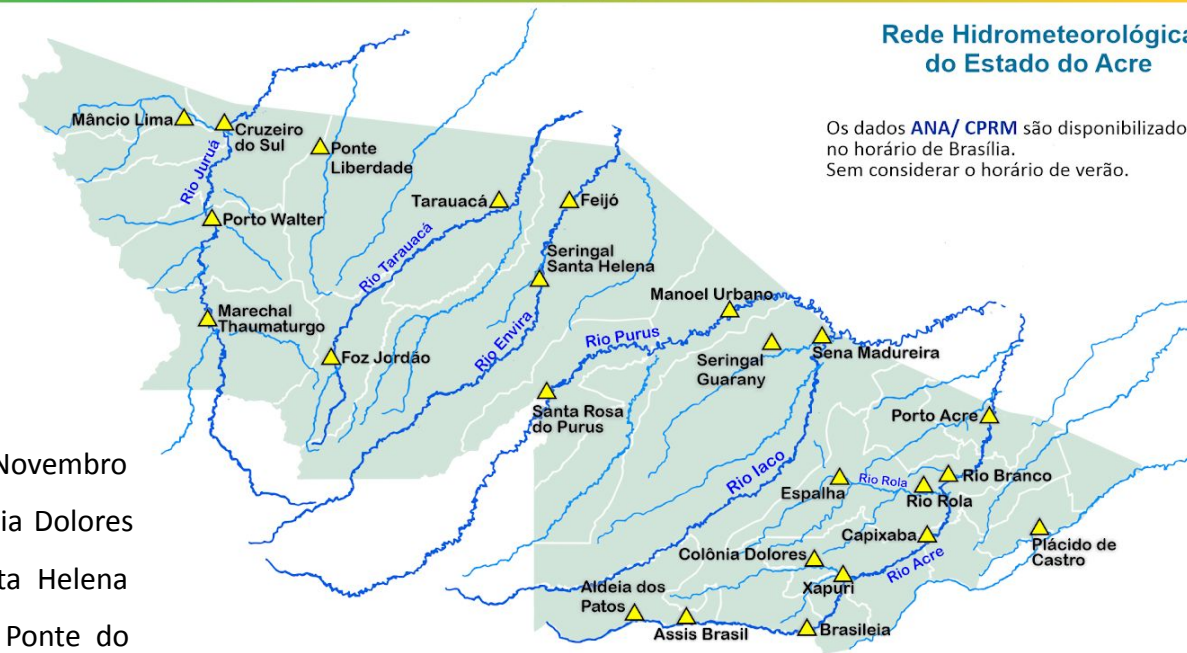 Rede Hidrometeorológica
do Estado do Acre
Os dados ANA/ CPRM são disponibilizado
no horário de Brasília.
Sem considerar o horário de verão.
Mâncio Lima
Cruzeiro
do Sul
Ponte
Liberdade
Rio Juruá
Porto Walter
Tarauacá
Feijó
Rio Tarauacá
Seringal
Santa Helena
Marechal
Thaumaturgo
Foz Jordão
Rio Envira
Manoel Urbano
Rio Purus
Seringal
Guarany
Sena Madureira
Santa Rosa
do Purus
Porto Acre
Rio Iaco
Espalha
Rio Rola
Rio Branco
Rio Rola
Capixaba
Plácido de
Castro
Colônia Dolores
Rio Acre
Xapuri
Aldeia dos
Patos
Assis Brasil
Brasileia
Novembro
ia Dolores
ta Helena
Ponte do